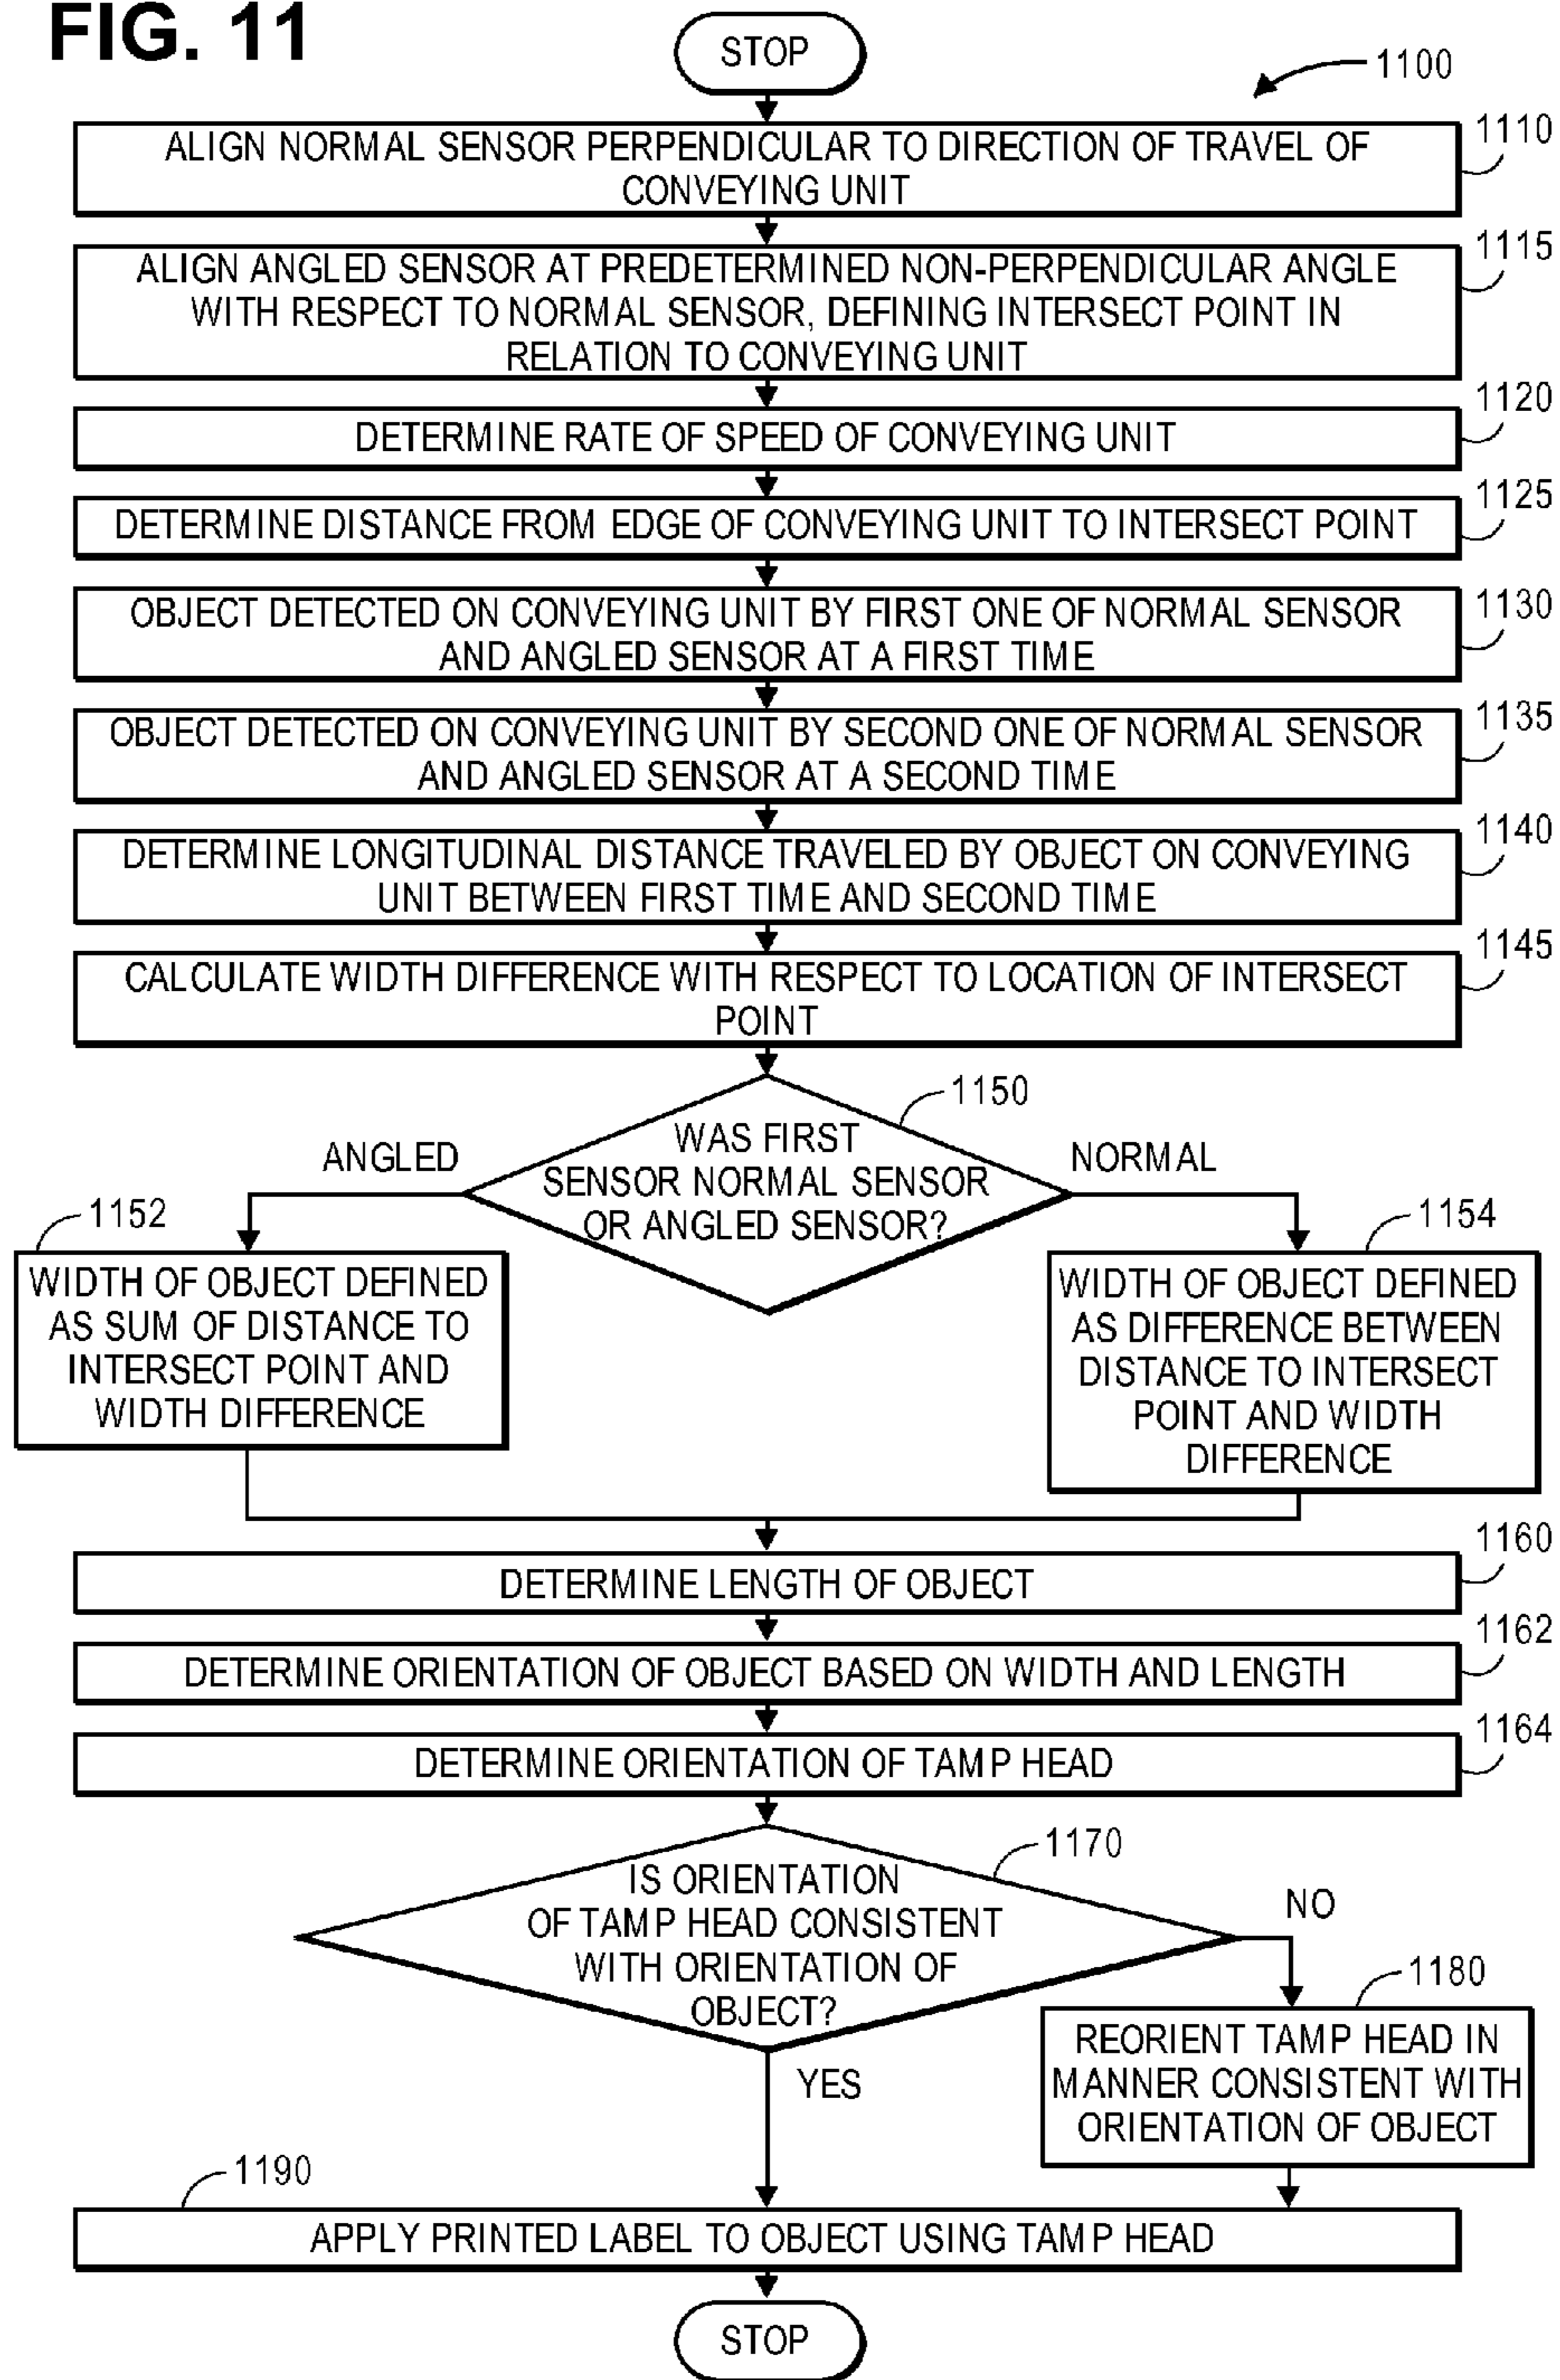 FIG. 11
STOP
1100
1110
ALIGN NORMAL SENSOR PERPENDICULAR TO DIRECTION OF TRAVEL OF
CONVEYING UNIT
1115
ALIGN ANGLED SENSOR AT PREDETERMINED NON-PERPENDICULAR ANGLE
WITH RESPECT TO NORMAL SENSOR, DEFINING INTERSECT POINT IN
RELATION TO CONVEYING UNIT
1120
DETERMINE RATE OF SPEED OF CONVEYING UNIT
1125
DETERMINE DISTANCE FROM EDGE OF CONVEYING UNIT TO INTERSECT POINT
1130
OBJECT DETECTED ON CONVEYING UNIT BY FIRST ONE OF NORMAL SENSOR
AND ANGLED SENSOR AT A FIRST TIME
1135
OBJECT DETECTED ON CONVEYING UNIT BY SECOND ONE OF NORMAL SENSOR
AND ANGLED SENSOR AT A SECOND TIME
1140
DETERMINE LONGITUDINAL DISTANCE TRAVELED BY OBJECT ON CONVEYING
UNIT BETWEEN FIRST TIME AND SECOND TIME
1145
CALCULATE WIDTH DIFFERENCE WITH RESPECT TO LOCATION OF INTERSECT
POINT
1150
WAS FIRST
SENSOR NORMAL SENSOR
OR ANGLED SENSOR?
ANGLED
NORMAL
1152
WIDTH OF OBJECT DEFINED
AS SUM OF DISTANCE TO
INTERSECT POINT AND
WIDTH DIFFERENCE
1154
WIDTH OF OBJECT DEFINED
AS DIFFERENCE BETWEEN
DISTANCE TO INTERSECT
POINT AND WIDTH
DIFFERENCE
1160
DETERMINE LENGTH OF OBJECT
1162
DETERMINE ORIENTATION OF OBJECT BASED ON WIDTH AND LENGTH
1164
DETERMINE ORIENTATION OF TAMP HEAD
1170
IS ORIENTATION
OF TAMP HEAD CONSISTENT
WITH ORIENTATION OF
OBJECT?
NO
YES
1180
REORIENT TAMP HEAD IN
MANNER CONSISTENT WITH
ORIENTATION OF OBJECT
1190
APPLY PRINTED LABEL TO OBJECT USING TAMP HEAD
STOP